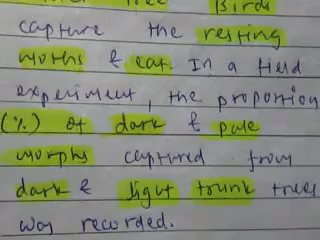 Birds
capture the resting
moths & eat. In a field
experiment, the proportion
(%) of dark & pale
morphs captured from
dark & light trunk trees
was recorded.